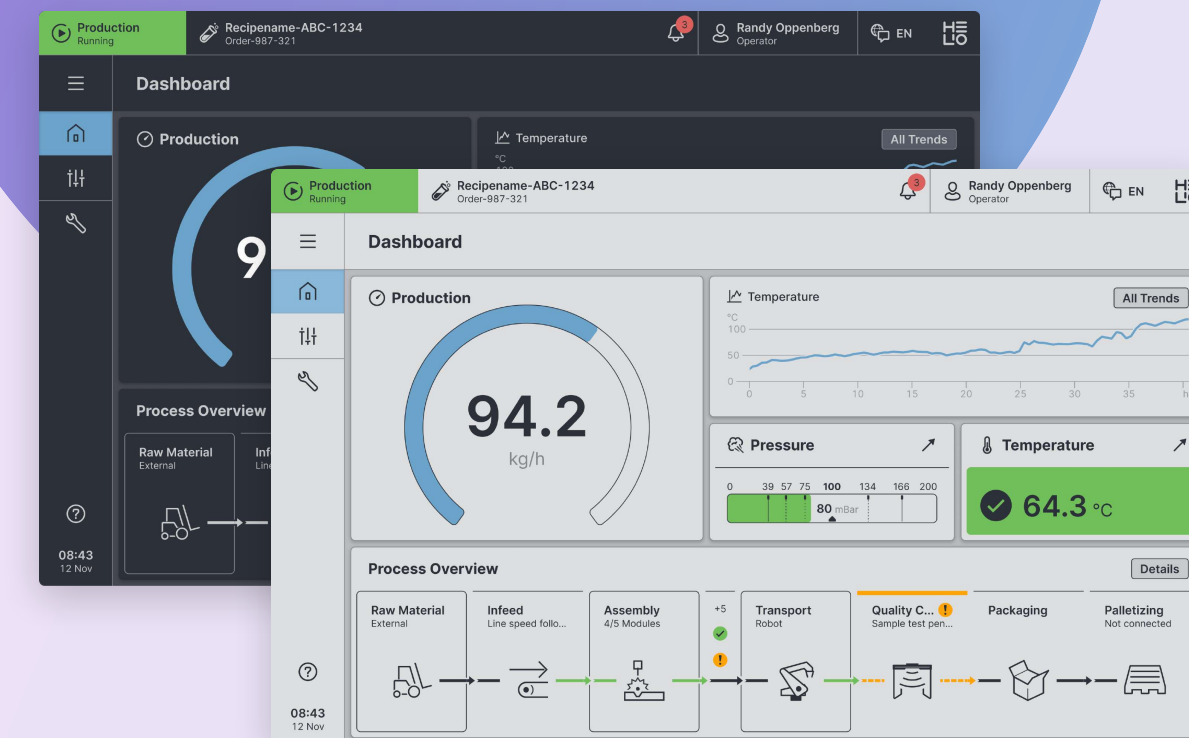 Production
Running
Recipename-ABC-1234
Order-987-321
3
Randy Oppenberg
Operator
EN
HELIO
Dashboard
Production
Temperature
All Trends
°C
9
Process Overview
Raw Material
External
Inf
Line
08:43
12 Nov
Production
Running
Recipename-ABC-1234
Order-987-321
3
Randy Oppenberg
Operator
EN
Dashboard
Production
94.2
kg/h
Temperature
All Trends
°C
100
50
0
0 5 10 15 20 25 30 35 h
Pressure
0 39 57 75 100 134 166 200
80 mBar
Temperature
64.3 °C
Process Overview
Details
Raw Material
External
Infeed
Line speed follo...
Assembly
4/5 Modules
+5
Transport
Robot
Quality C...
Sample test pen...
Packaging
Palletizing
Not connected
08:43
12 Nov